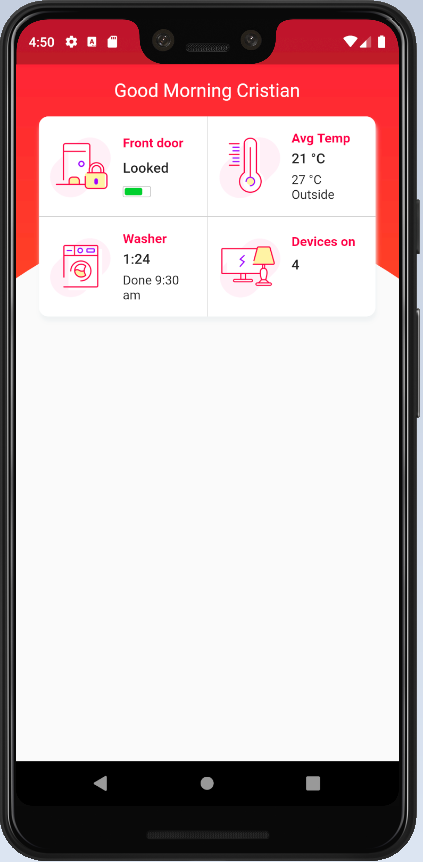 4:50
Good Morning Cristian
Front door
Looked
Avg Temp
21 °C
27 °C
Outside
Washer
1:24
Done 9:30
am
Devices on
4